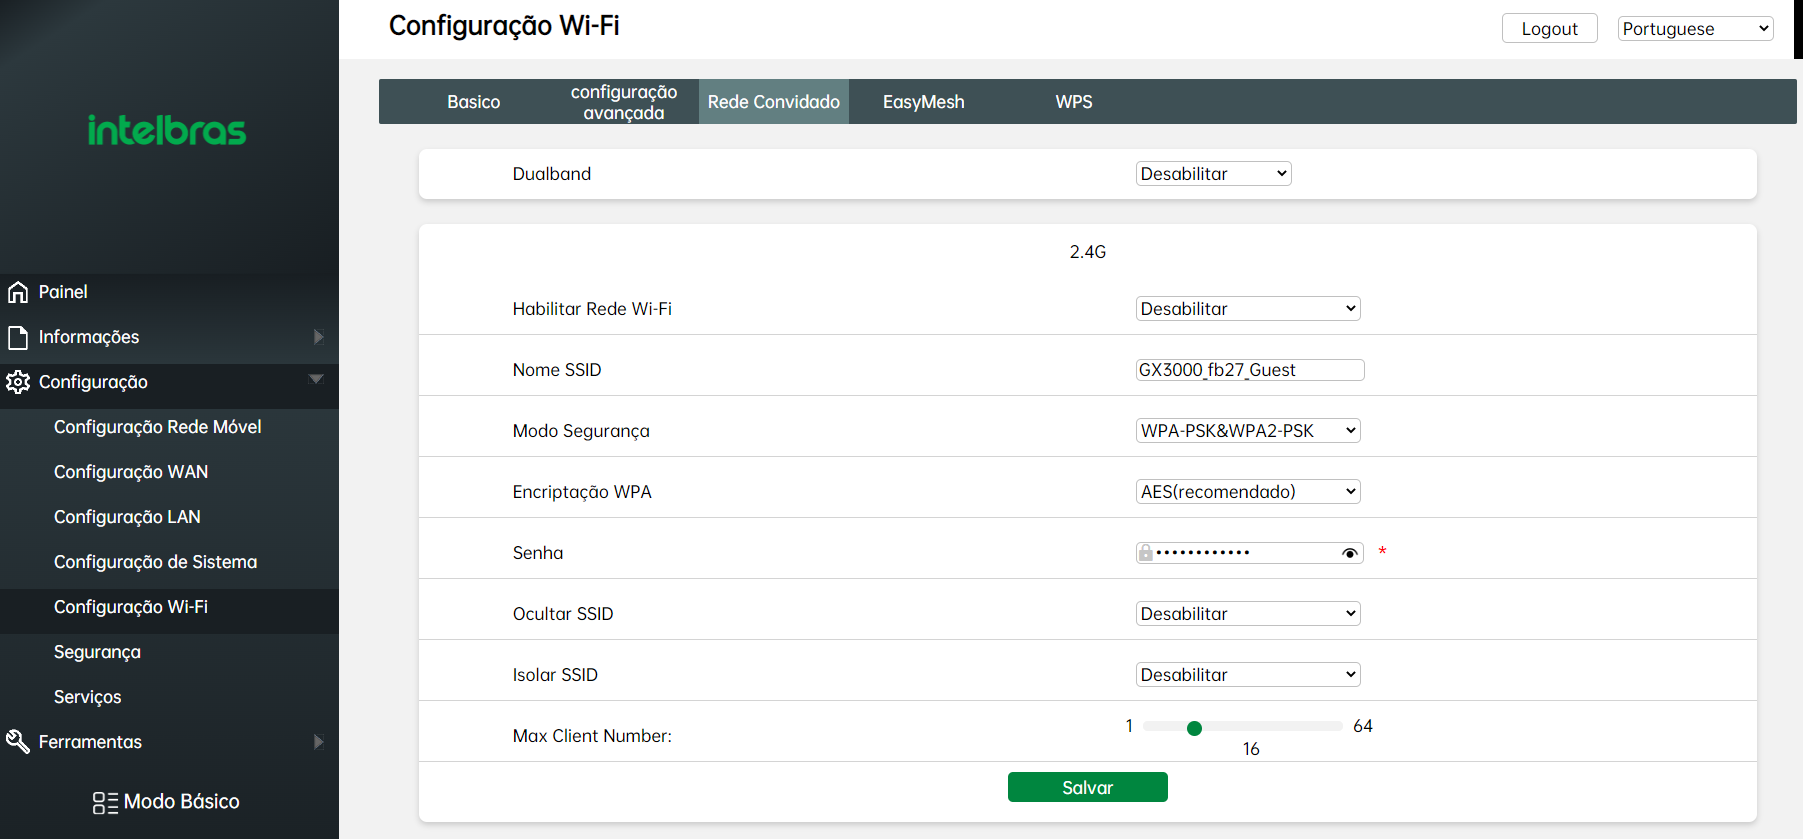 Configuração Wi-Fi
Logout
Portuguese
intelbras
Basico
configuração
avançada
Rede Convidado
EasyMesh
WPS
Dualband
Desabilitar
2.4G
Habilitar Rede Wi-Fi
Desabilitar
Nome SSID
GX3000_fb27_Guest
Modo Segurança
WPA-PSK&WPA2-PSK
Encriptação WPA
AES(recomendado)
Senha
••••••••••••
*
Ocultar SSID
Desabilitar
Isolar SSID
Desabilitar
Max Client Number:
1
64
16
Salvar
Painel
Informações
Configuração
Configuração Rede Móvel
Configuração WAN
Configuração LAN
Configuração de Sistema
Configuração Wi-Fi
Segurança
Serviços
Ferramentas
Modo Básico